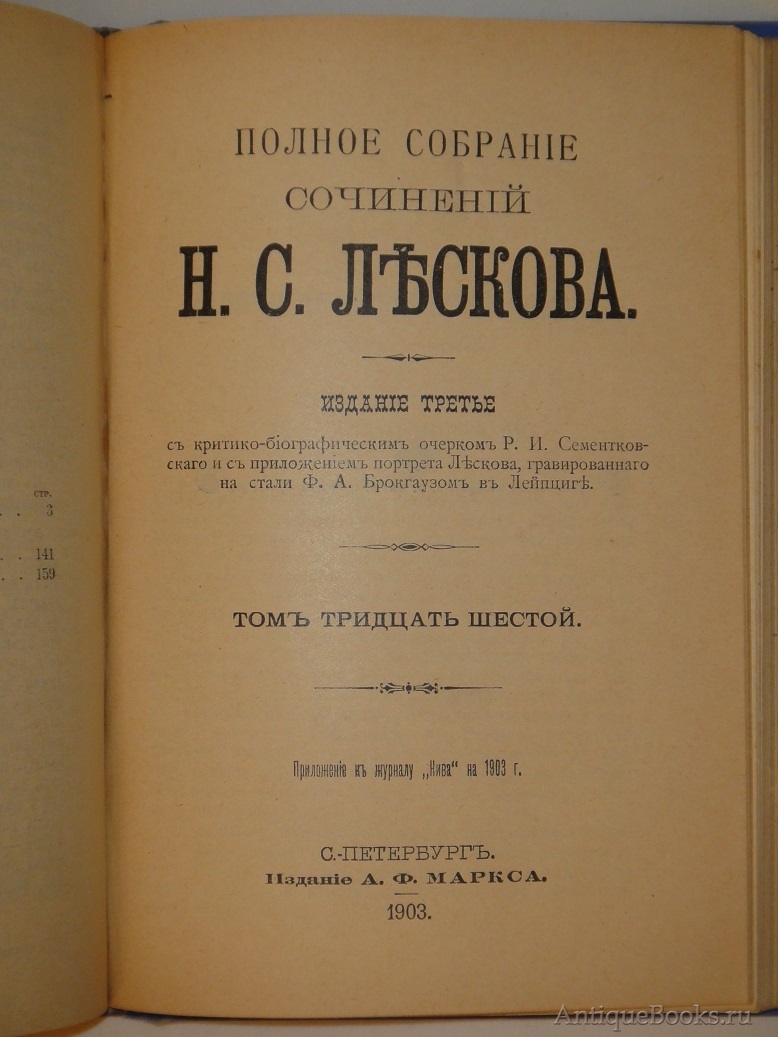 стр.
. . 3
. . 141
. . 159
ПОЛНОЕ СОБРАНІЕ
СОЧИНЕНІЙ
Н. С. ЛѢСКОВА.
ИЗДАНІЕ ТРЕТЬЕ
съ критико-біографическимъ очеркомъ Р. И. Сементков-
скаго и съ приложеніемъ портрета Лѣскова, гравированнаго
на стали Ф. А. Брокгаузомъ въ Лейпцигѣ.
ТОМЪ ТРИДЦАТЬ ШЕСТОЙ.
Приложеніе къ журналу „Нива“ на 1903 г.
С.-ПЕТЕРБУРГЪ.
Изданіе А. Ф. МАРКСА.
1903.
AntiqueBooks.ru